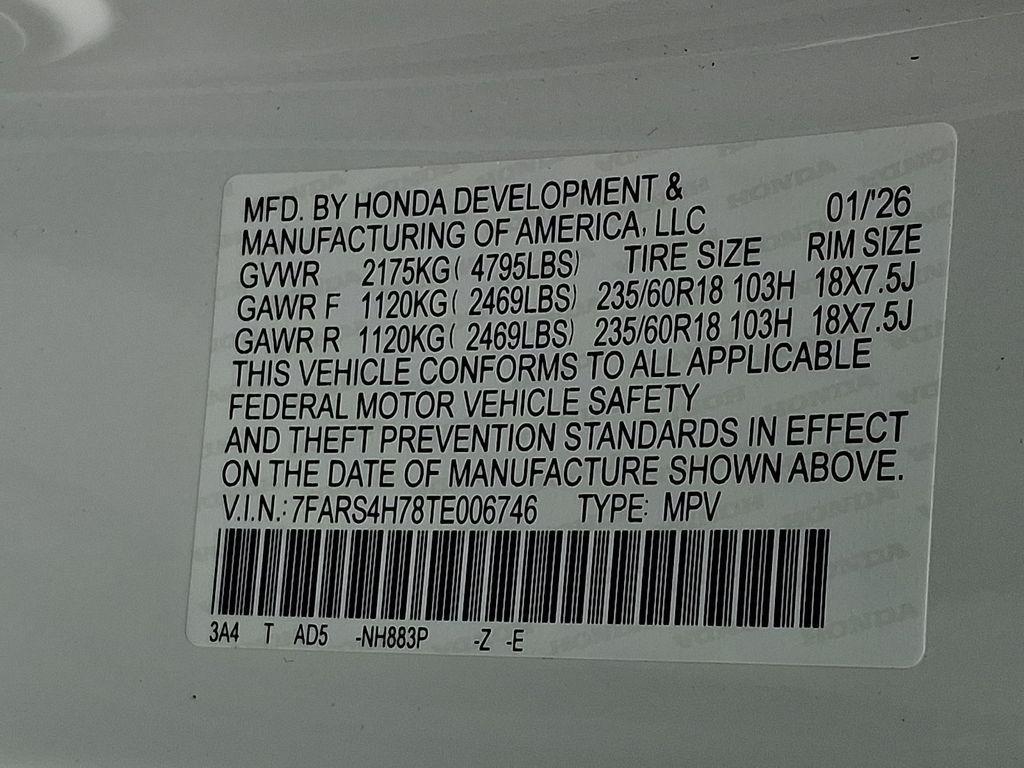 MFD. BY HONDA DEVELOPMENT &
MANUFACTURING OF AMERICA, LLC 01/'26
GVWR 2175KG( 4795LBS) TIRE SIZE RIM SIZE
GAWR F 1120KG( 2469LBS) 235/60R18 103H 18X7.5J
GAWR R 1120KG( 2469LBS) 235/60R18 103H 18X7.5J
THIS VEHICLE CONFORMS TO ALL APPLICABLE
FEDERAL MOTOR VEHICLE SAFETY
AND THEFT PREVENTION STANDARDS IN EFFECT
ON THE DATE OF MANUFACTURE SHOWN ABOVE.
V.I.N.: 7FARS4H78TE006746 TYPE: MPV
3A4 T AD5 -NH883P -Z -E